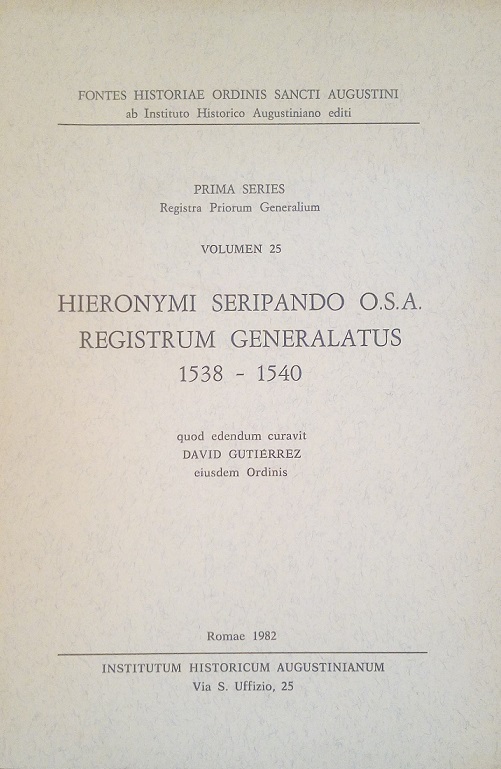 FONTES HISTORIAE ORDINIS SANCTI AUGUSTINI
ab Instituto Historico Augustiniano editi
PRIMA SERIES
Registra Priorum Generalium
VOLUMEN 25
HIERONYMI SERIPANDO O.S.A.
REGISTRUM GENERALATUS
1538 - 1540
quod edendum curavit
DAVID GUTIÉRREZ
eiusdem Ordinis
Romae 1982
INSTITUTUM HISTORICUM AUGUSTINIANUM
Via S. Uffizio, 25